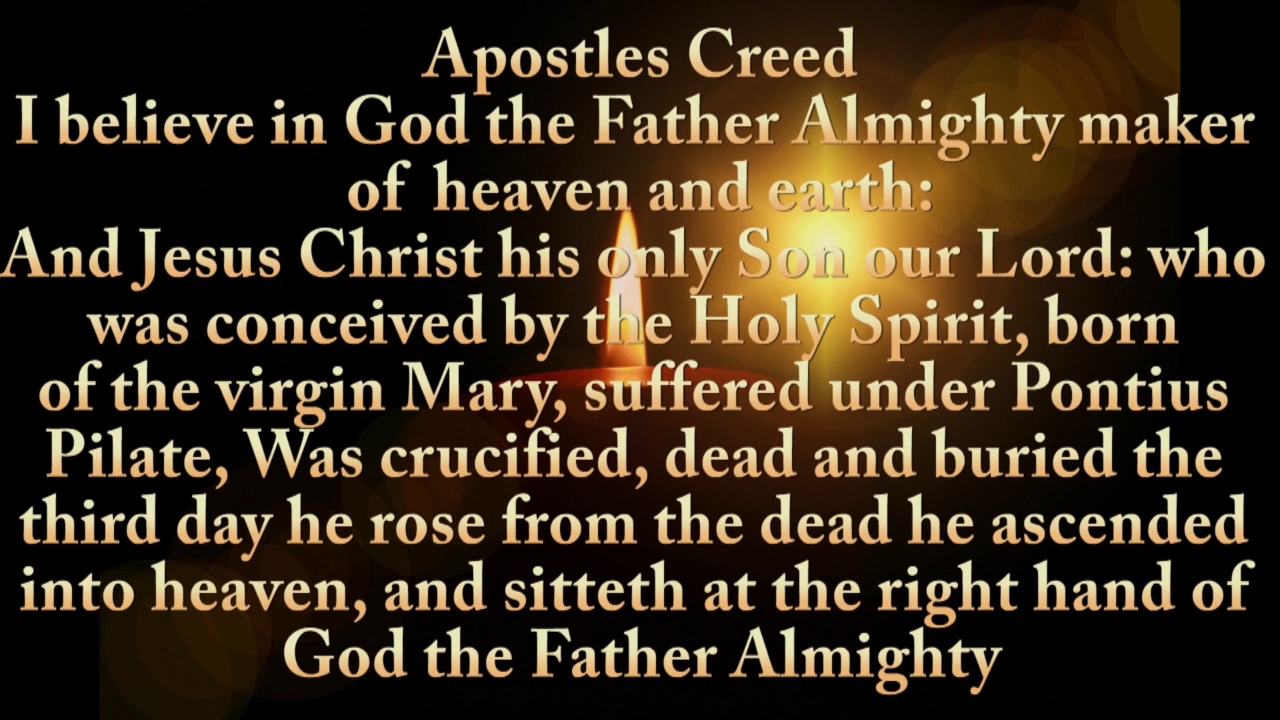 Apostles Creed
I believe in God the Father Almighty maker
of heaven and earth:
And Jesus Christ his only Son our Lord: who
was conceived by the Holy Spirit, born
of the virgin Mary, suffered under Pontius
Pilate, Was crucified, dead and buried the
third day he rose from the dead he ascended
into heaven, and sitteth at the right hand of
God the Father Almighty